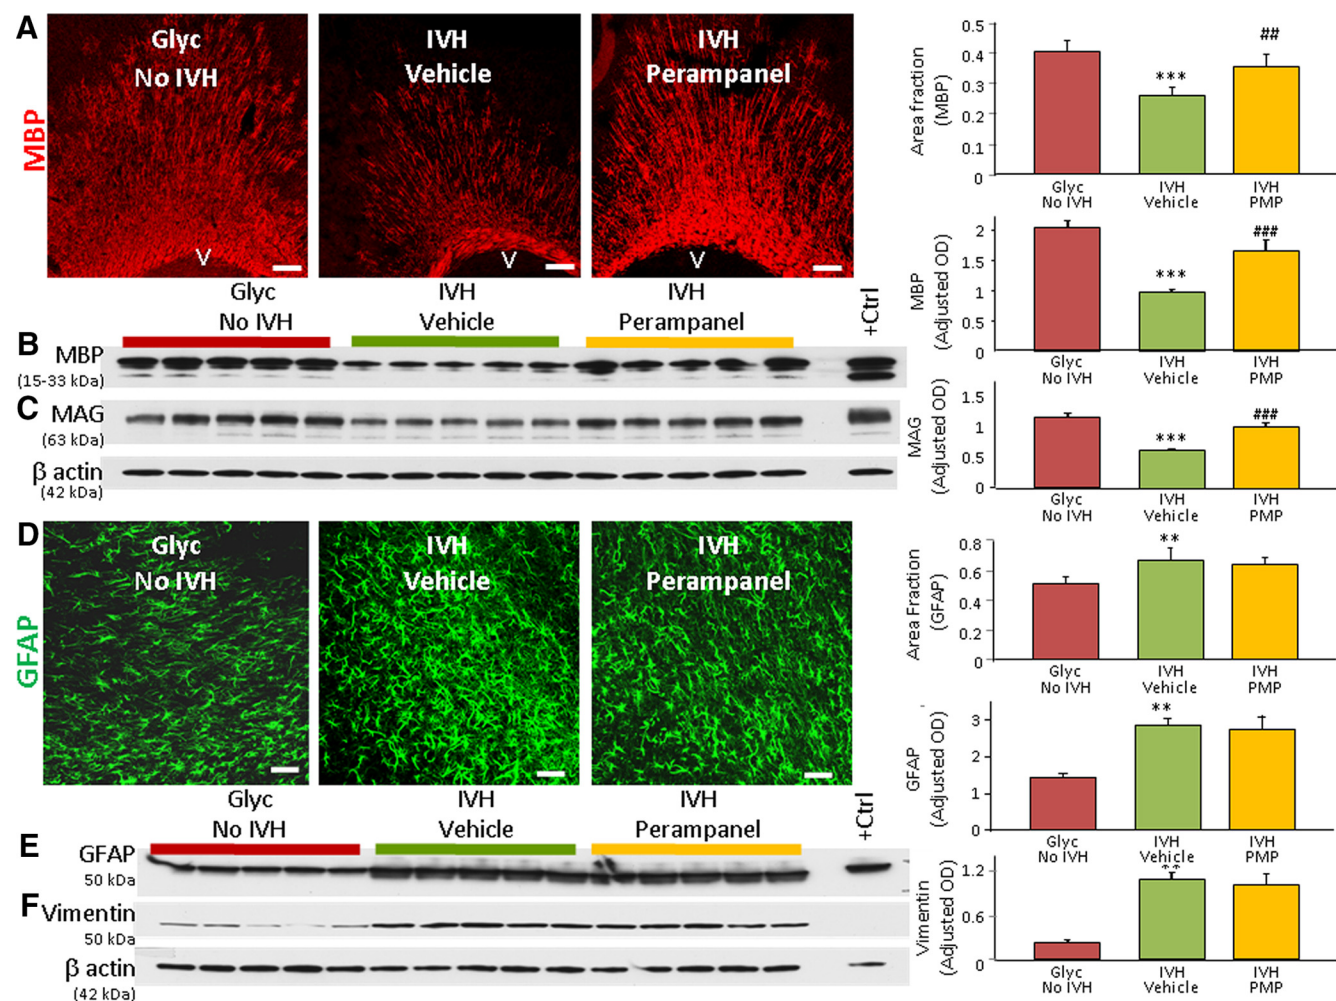 A
Glyc
No IVH
IVH
Vehicle
IVH
Perampanel
MBP
V
V
V
0.5
0.4
0.3
0.2
0.1
0
Area fraction
(MBP)
***
##
Glyc
No IVH
IVH
Vehicle
IVH
PMP
Glyc
No IVH
IVH
Vehicle
IVH
Perampanel
+Ctrl
B
MBP
(15-33 kDa)
2
1.5
1
0.5
0
MBP
(Adjusted OD)
***
###
Glyc
No IVH
IVH
Vehicle
IVH
PMP
C
MAG
(63 kDa)
β actin
(42 kDa)
1.5
1
0.5
0
MAG
(Adjusted OD)
***
###
Glyc
No IVH
IVH
Vehicle
IVH
PMP
D
Glyc
No IVH
IVH
Vehicle
IVH
Perampanel
GFAP
0.8
0.6
0.4
0.2
0
Area Fraction
(GFAP)
**
Glyc
No IVH
IVH
Vehicle
IVH
PMP
3
2
1
0
GFAP
(Adjusted OD)
**
Glyc
No IVH
IVH
Vehicle
IVH
PMP
Glyc
No IVH
IVH
Vehicle
IVH
Perampanel
+Ctrl
E
GFAP
50 kDa
F
Vimentin
50 kDa
β actin
(42 kDa)
1.2
0.6
0
Vimentin
(Adjusted OD)
**
Glyc
No IVH
IVH
Vehicle
IVH
PMP